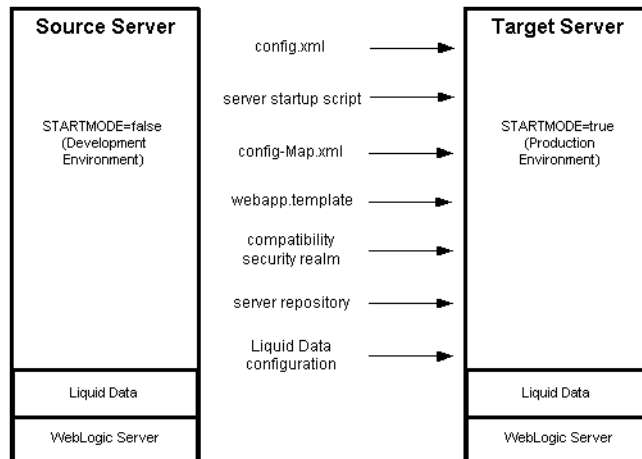 Source Server
STARTMODE=false
(Development
Environment)
Liquid Data
WebLogic Server
config.xml
server startup script
config-Map.xml
webapp.template
compatibility
security realm
server repository
Liquid Data
configuration
Target Server
STARTMODE=true
(Production
Environment)
Liquid Data
WebLogic Server